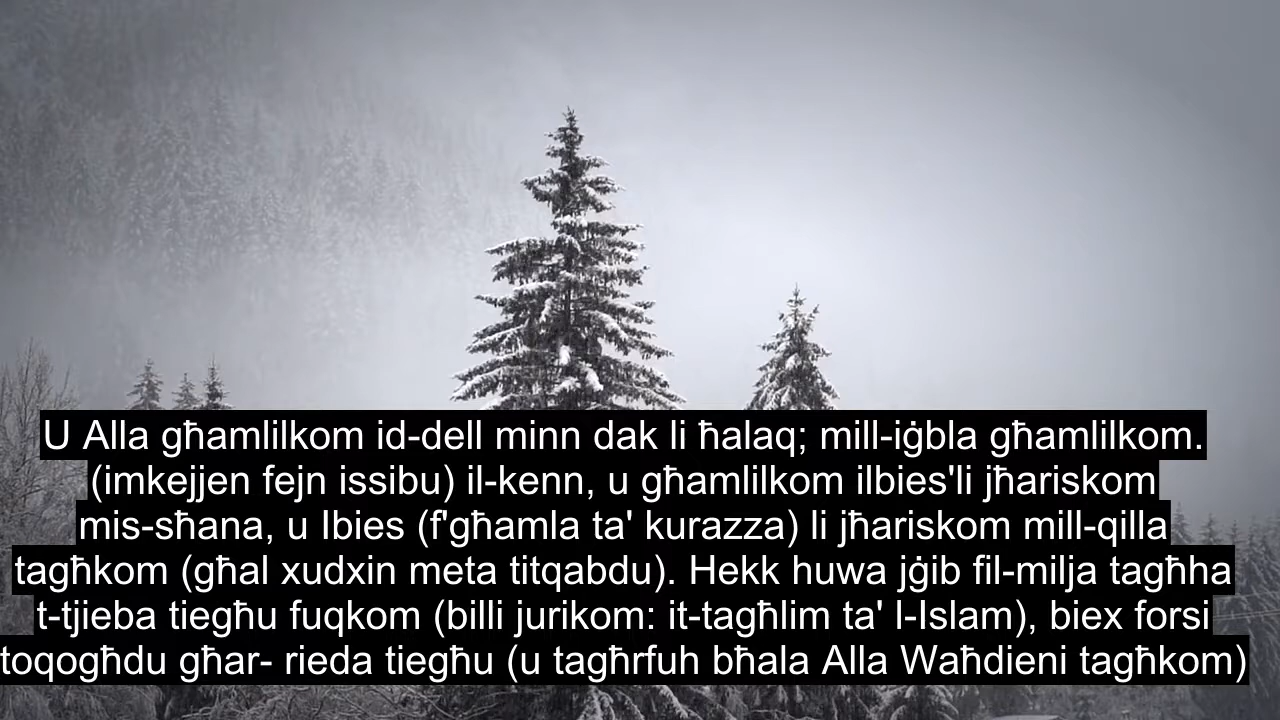 U Alla għamlilkom id-dell minn dak li ħalaq; mill-iġbla għamlilkom.
(imkejjen fejn issibu) il-kenn, u għamlilkom ilbies'li jħariskom
mis-sħana, u Ibies (f'għamla ta' kurazza) li jħariskom mill-qilla
tagħkom (għal xudxin meta titqabdu). Hekk huwa jġib fil-milja tagħha
t-tjieba tiegħu fuqkom (billi jurikom: it-tagħlim ta' l-Islam), biex forsi
toqogħdu għar- rieda tiegħu (u tagħrfuh bħala Alla Waħdieni tagħkom)